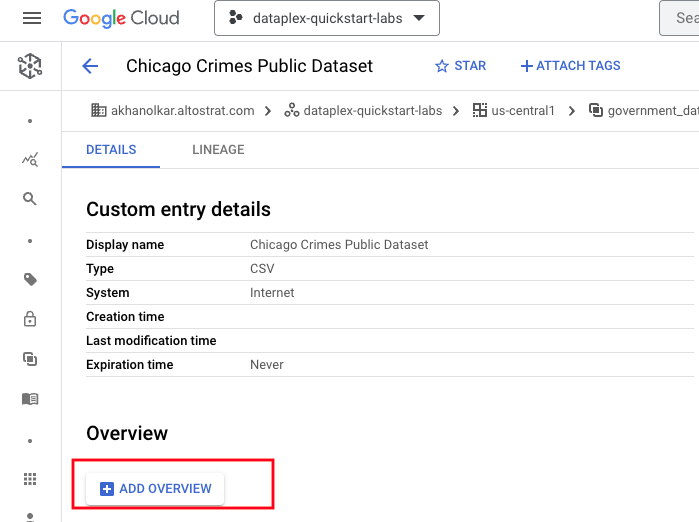 Google Cloud
dataplex-quickstart-labs
Sea
Chicago Crimes Public Dataset
STAR
ATTACH TAGS
akhanolkar.altostrat.com
dataplex-quickstart-labs
us-central1
government_dat
DETAILS
LINEAGE
Custom entry details
Display name Chicago Crimes Public Dataset
Type CSV
System Internet
Creation time
Last modification time
Expiration time Never
Overview
ADD OVERVIEW